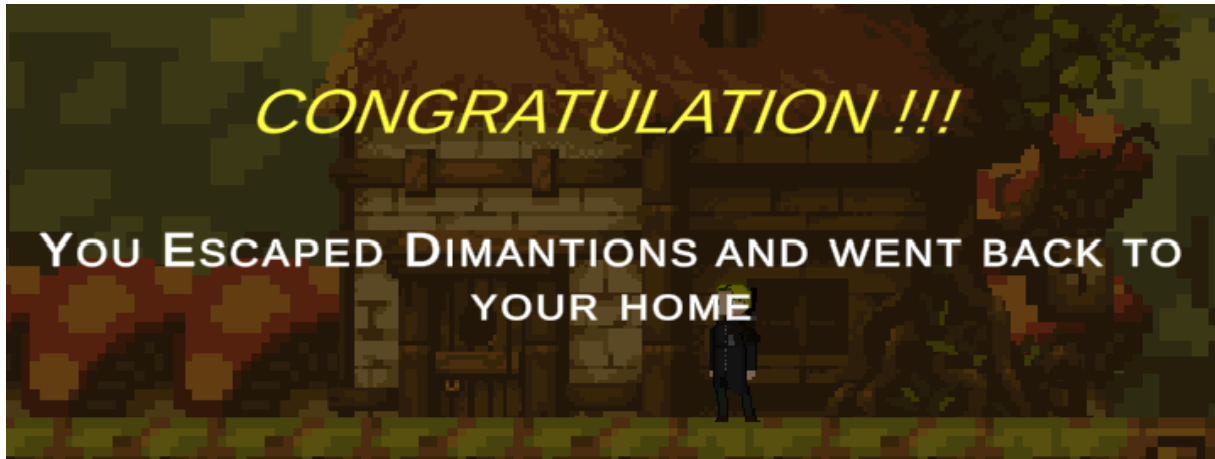 CONGRATULATION !!!
YOU ESCAPED DIMANTIONS AND WENT BACK TO
YOUR HOME